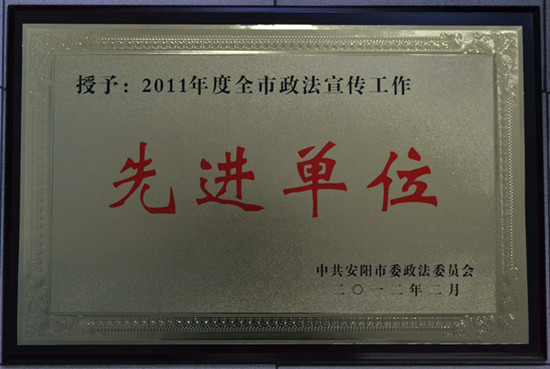 授予：2011年度全市政法宣传工作
先进单位
中共安阳市委政法委员会
二〇一二年二月